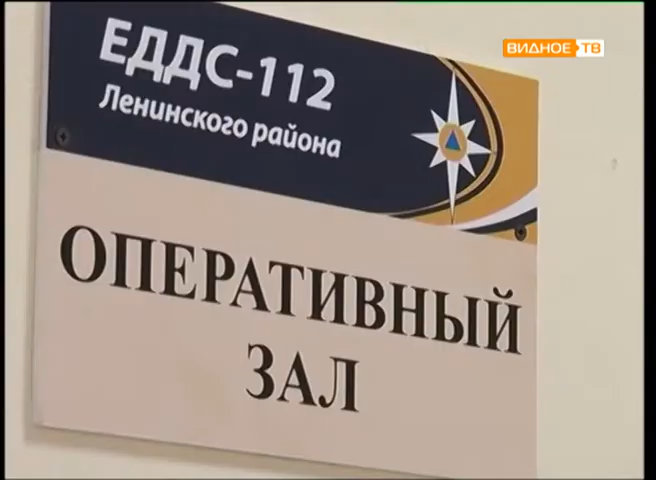 ВИДНОЕ ТВ
ЕДДС-112
Ленинского района
ОПЕРАТИВНЫЙ
ЗАЛ